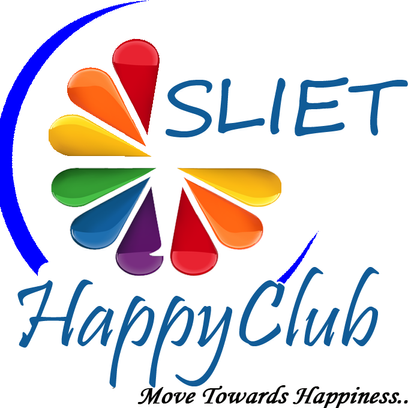 SLIET
HappyClub
Move Towards Happiness..